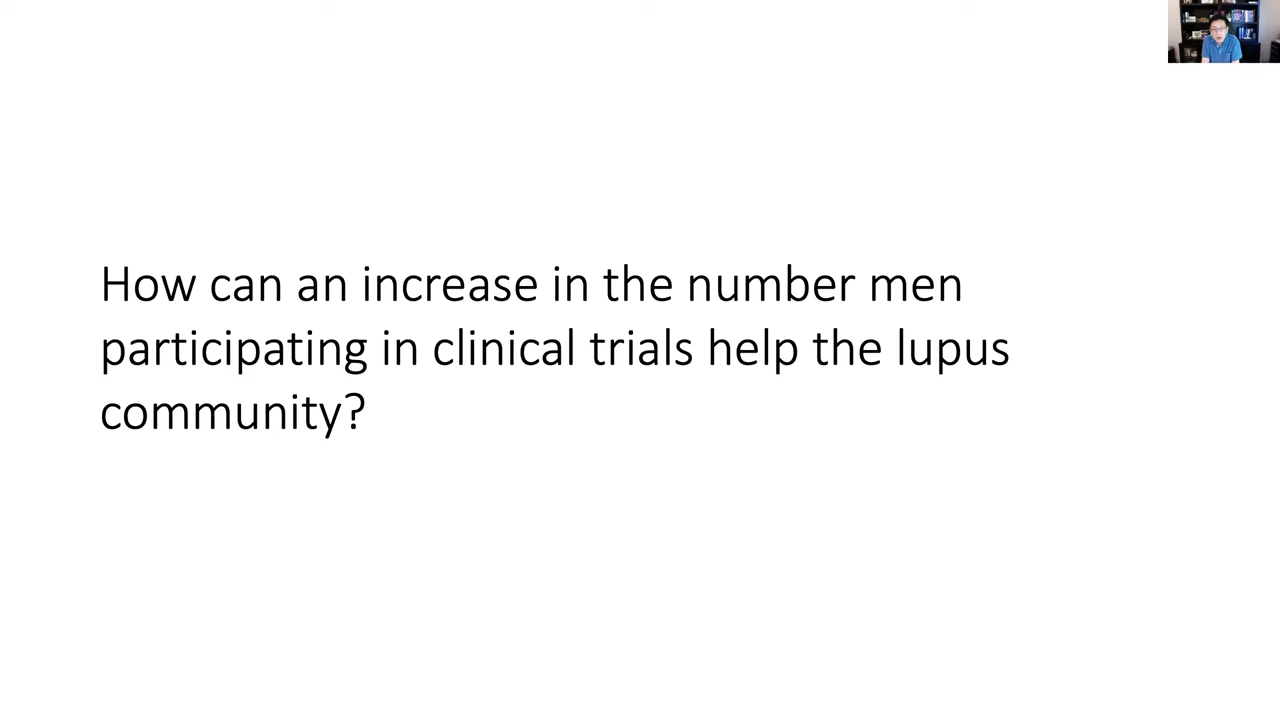 How can an increase in the number men
participating in clinical trials help the lupus
community?